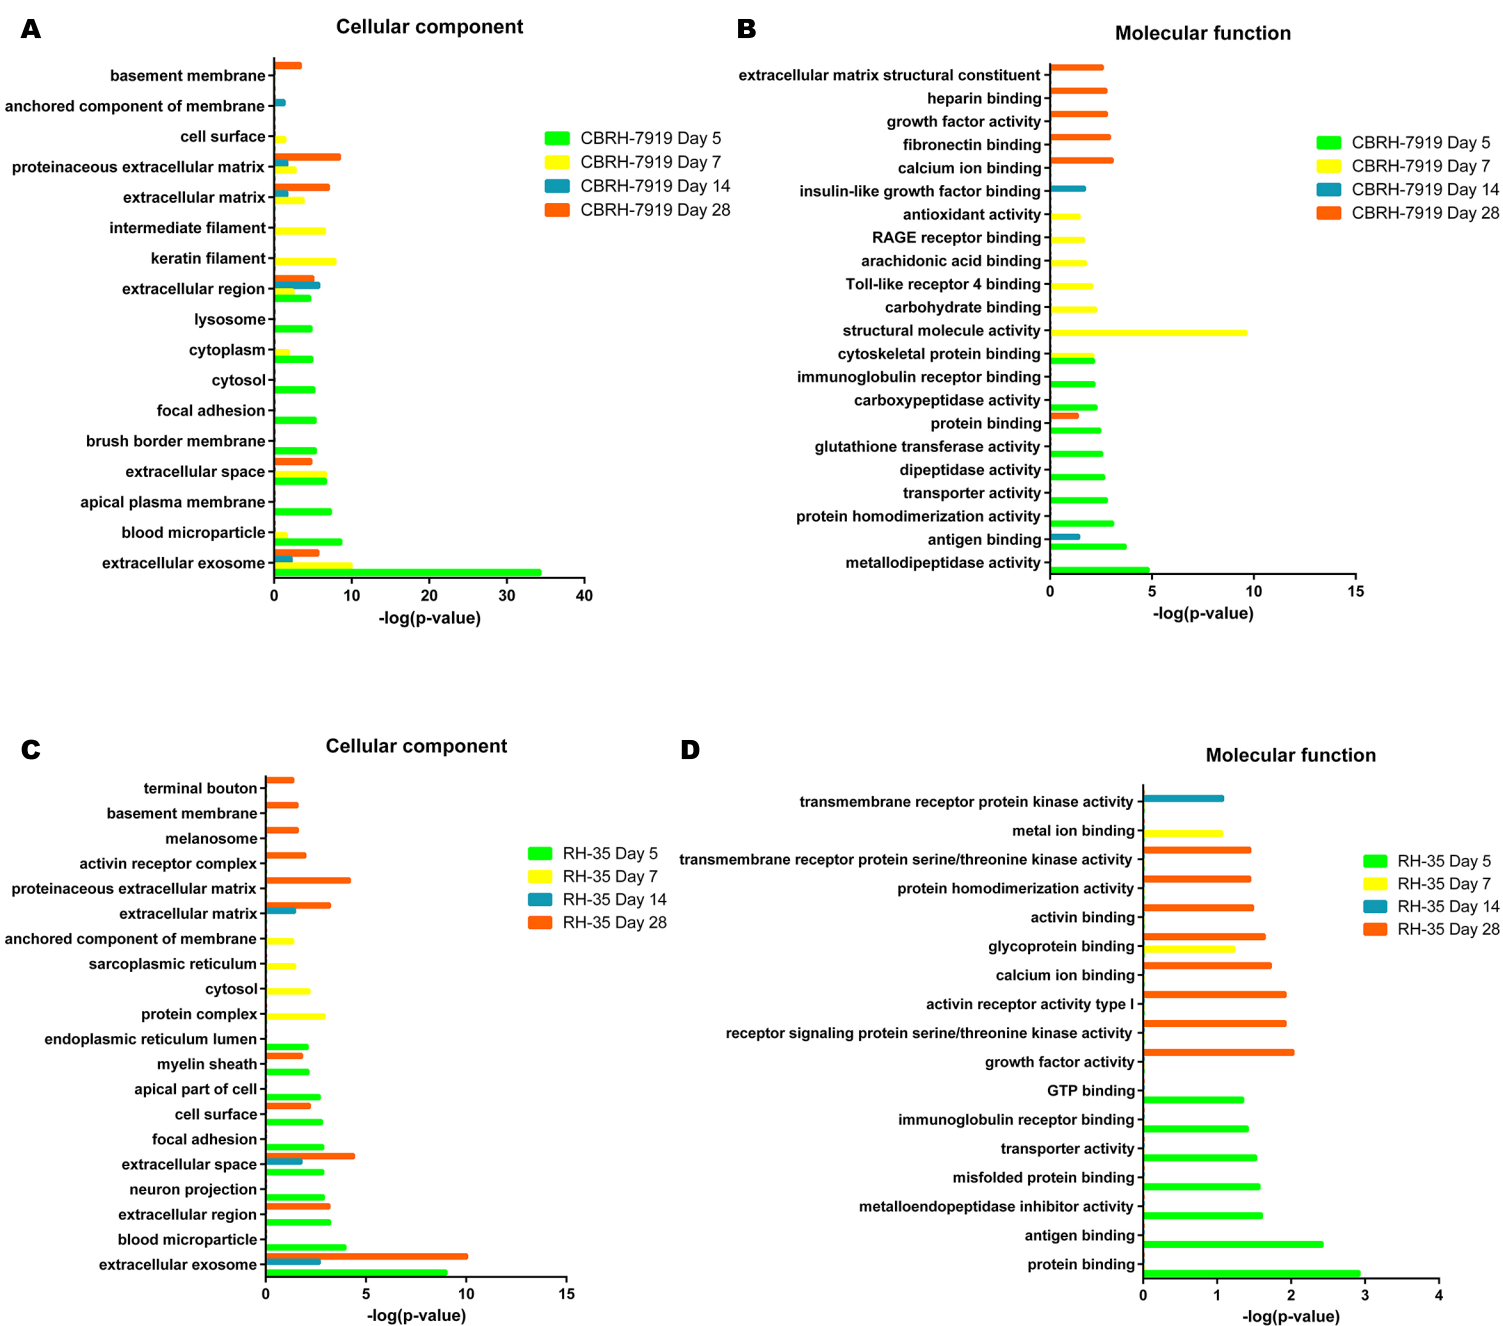 A
Cellular component
basement membrane
anchored component of membrane
cell surface
proteinaceous extracellular matrix
extracellular matrix
intermediate filament
keratin filament
extracellular region
lysosome
cytoplasm
cytosol
focal adhesion
brush border membrane
extracellular space
apical plasma membrane
blood microparticle
extracellular exosome
0 10 20 30 40
-log(p-value)
CBRH-7919 Day 5
CBRH-7919 Day 7
CBRH-7919 Day 14
CBRH-7919 Day 28
B
Molecular function
extracellular matrix structural constituent
heparin binding
growth factor activity
fibronectin binding
calcium ion binding
insulin-like growth factor binding
antioxidant activity
RAGE receptor binding
arachidonic acid binding
Toll-like receptor 4 binding
carbohydrate binding
structural molecule activity
cytoskeletal protein binding
immunoglobulin receptor binding
carboxypeptidase activity
protein binding
glutathione transferase activity
dipeptidase activity
transporter activity
protein homodimerization activity
antigen binding
metallodipeptidase activity
0 5 10 15
-log(p-value)
CBRH-7919 Day 5
CBRH-7919 Day 7
CBRH-7919 Day 14
CBRH-7919 Day 28
C
Cellular component
terminal bouton
basement membrane
melanosome
activin receptor complex
proteinaceous extracellular matrix
extracellular matrix
anchored component of membrane
sarcoplasmic reticulum
cytosol
protein complex
endoplasmic reticulum lumen
myelin sheath
apical part of cell
cell surface
focal adhesion
extracellular space
neuron projection
extracellular region
blood microparticle
extracellular exosome
0 5 10 15
-log(p-value)
RH-35 Day 5
RH-35 Day 7
RH-35 Day 14
RH-35 Day 28
D
Molecular function
transmembrane receptor protein kinase activity
metal ion binding
transmembrane receptor protein serine/threonine kinase activity
protein homodimerization activity
activin binding
glycoprotein binding
calcium ion binding
activin receptor activity type I
receptor signaling protein serine/threonine kinase activity
growth factor activity
GTP binding
immunoglobulin receptor binding
transporter activity
misfolded protein binding
metalloendopeptidase inhibitor activity
antigen binding
protein binding
0 1 2 3 4
-log(p-value)
RH-35 Day 5
RH-35 Day 7
RH-35 Day 14
RH-35 Day 28